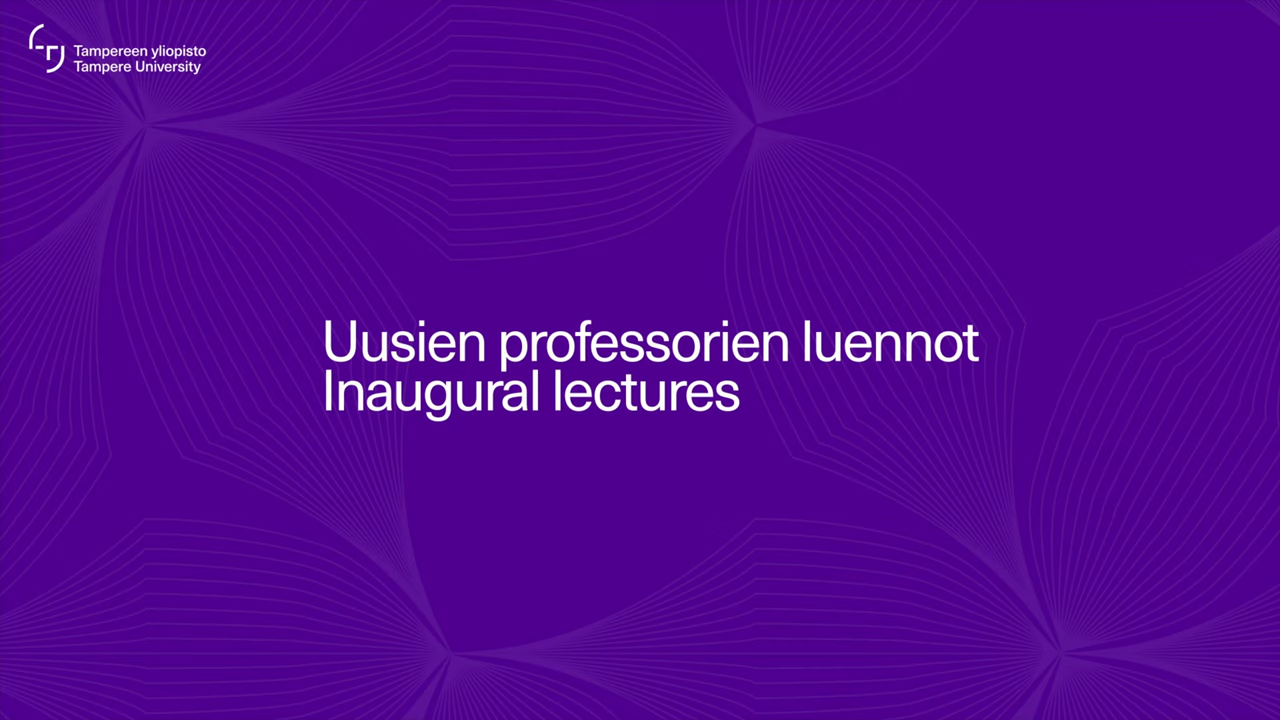 Tampereen yliopisto
Tampere University
Uusien professorien luennot
Inaugural lectures